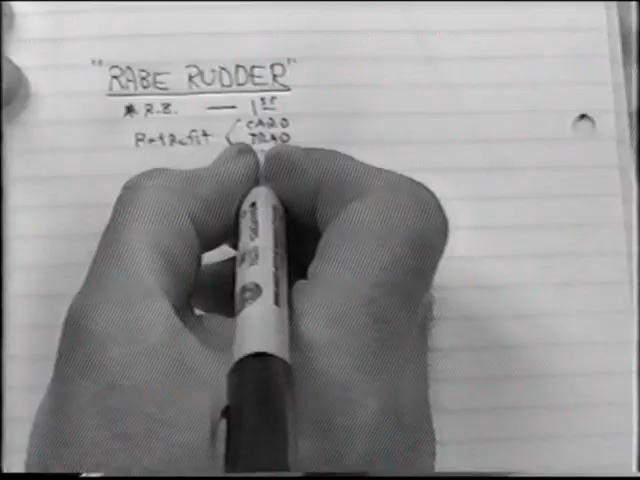 "RABE RUDDER"
* R.B. — 1ST
Retrofit < CARD
TRAD